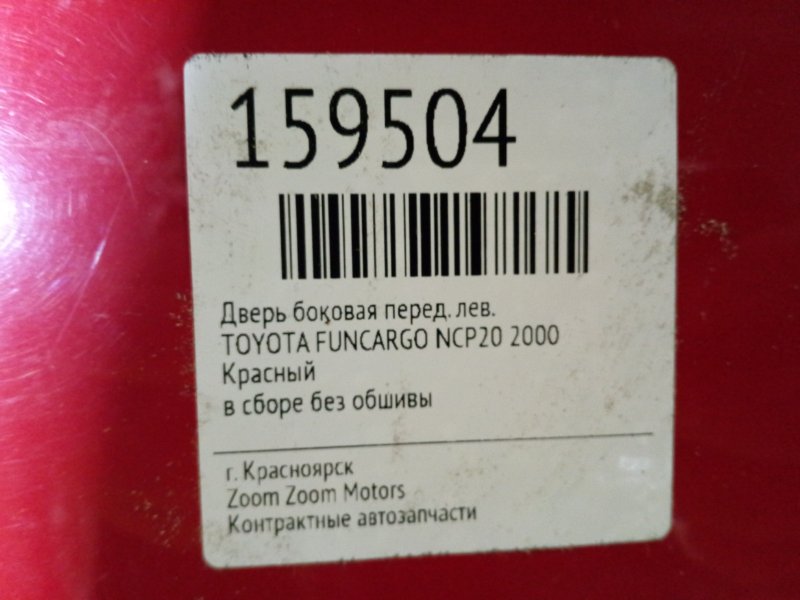 159504
Дверь боковая перед. лев.
TOYOTA FUNCARGO NCP20 2000
Красный
в сборе без обшивы
г. Красноярск
Zoom Zoom Motors
Контрактные автозапчасти